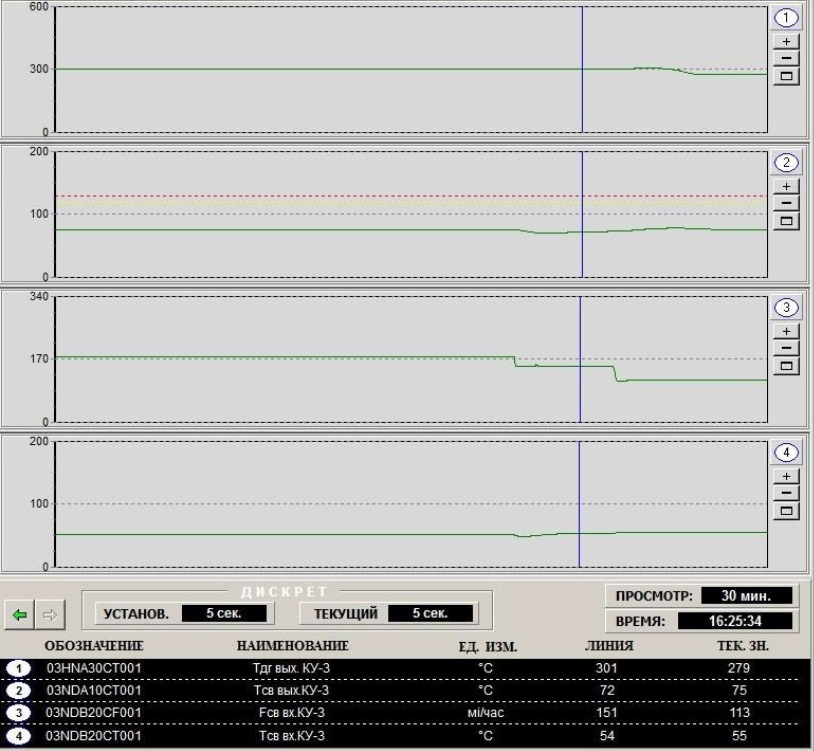 600
1
+
−
300
0
200
2
+
−
100
0
340
3
+
−
170
0
200
4
+
−
100
0
ДИСКРЕТ
УСТАНОВ. 5 сек. ТЕКУЩИЙ 5 сек.
ПРОСМОТР: 30 мин.
ВРЕМЯ: 16:25:34
ОБОЗНАЧЕНИЕ НАИМЕНОВАНИЕ ЕД. ИЗМ. ЛИНИЯ ТЕК. ЗН.
1 03HNA30CT001 Тдг вых. КУ-3 °C 301 279
2 03NDA10CT001 Тсв вых.КУ-3 °C 72 75
3 03NDB20CF001 Fсв вх.КУ-3 мі/час 151 113
4 03NDB20CT001 Тсв вх.КУ-3 °C 54 55